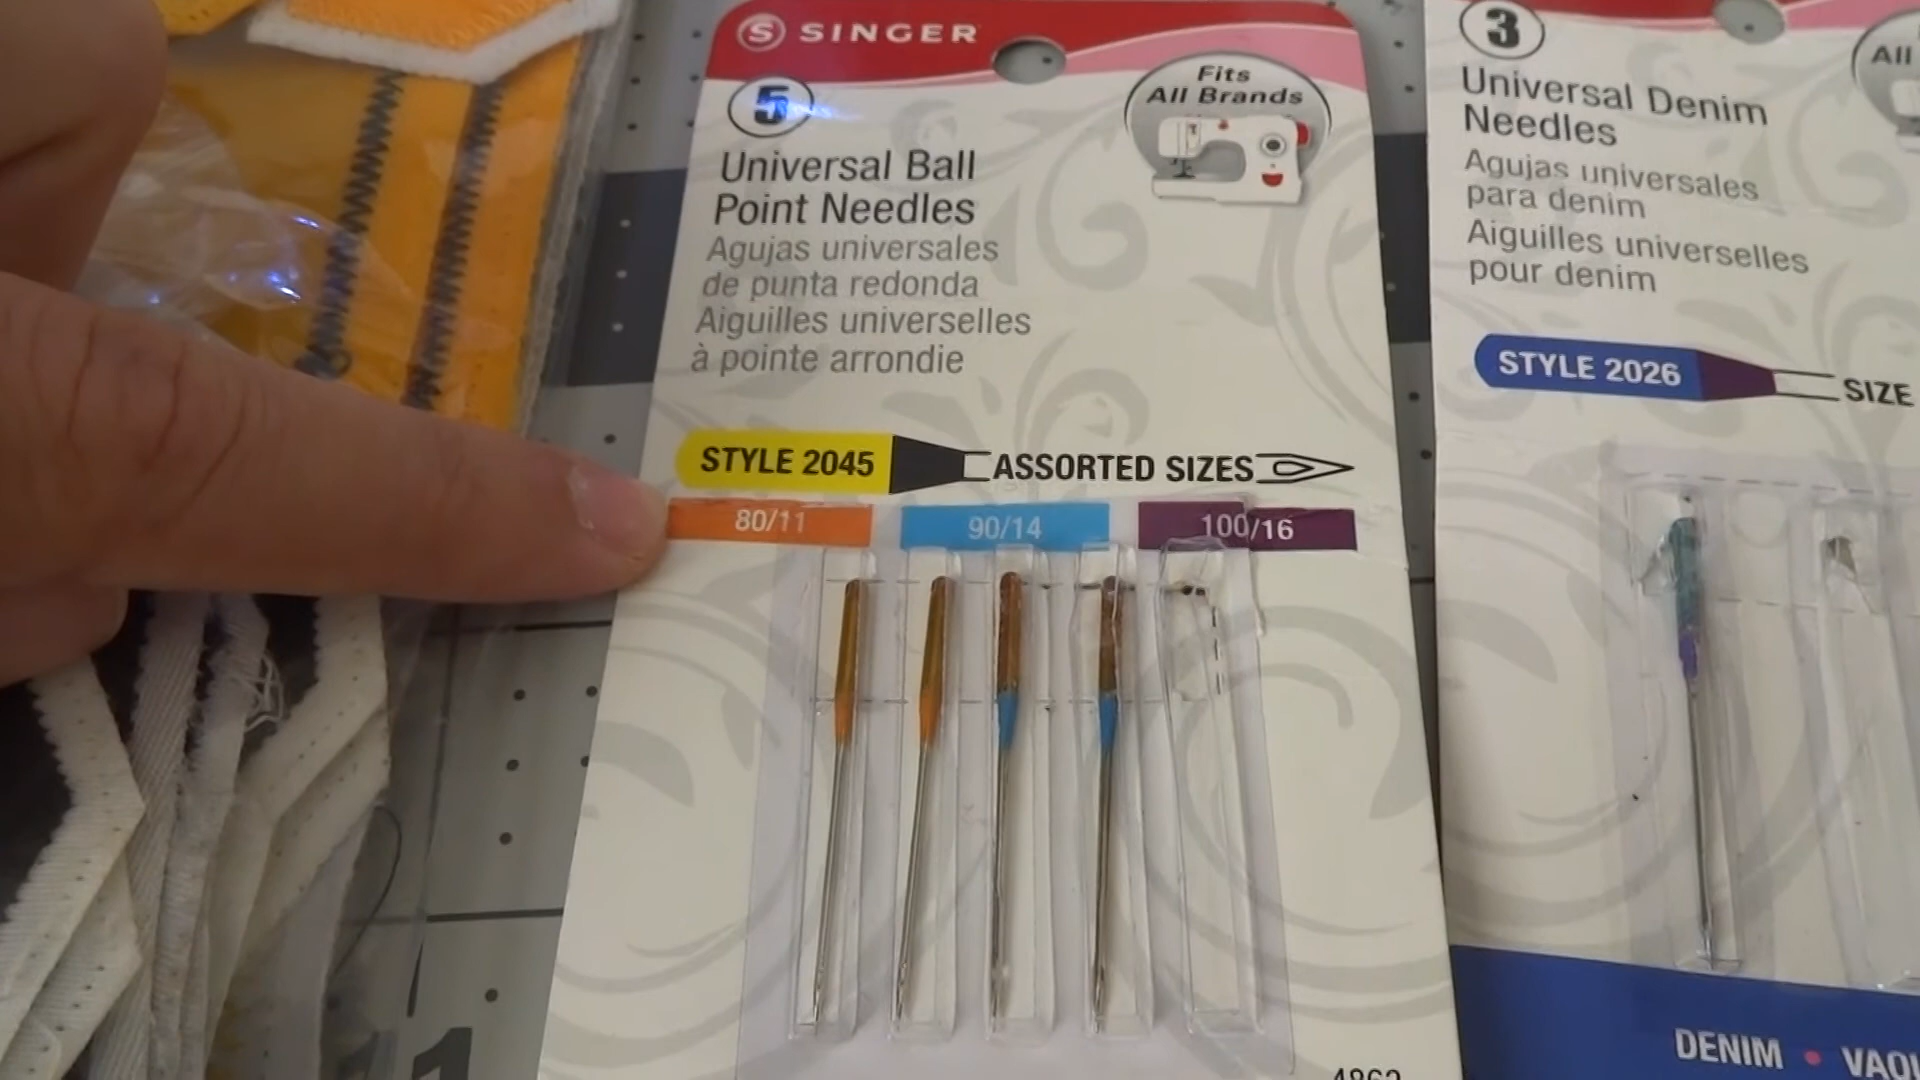 SINGER
5
Fits
All Brands
Universal Ball
Point Needles
Agujas universales
de punta redonda
Aiguilles universelles
à pointe arrondie
STYLE 2045
ASSORTED SIZES
80/11
90/14
100/16
3
All
Universal Denim
Needles
Agujas universales
para denim
Aiguilles universelles
pour denim
STYLE 2026
SIZE
DENIM •
1